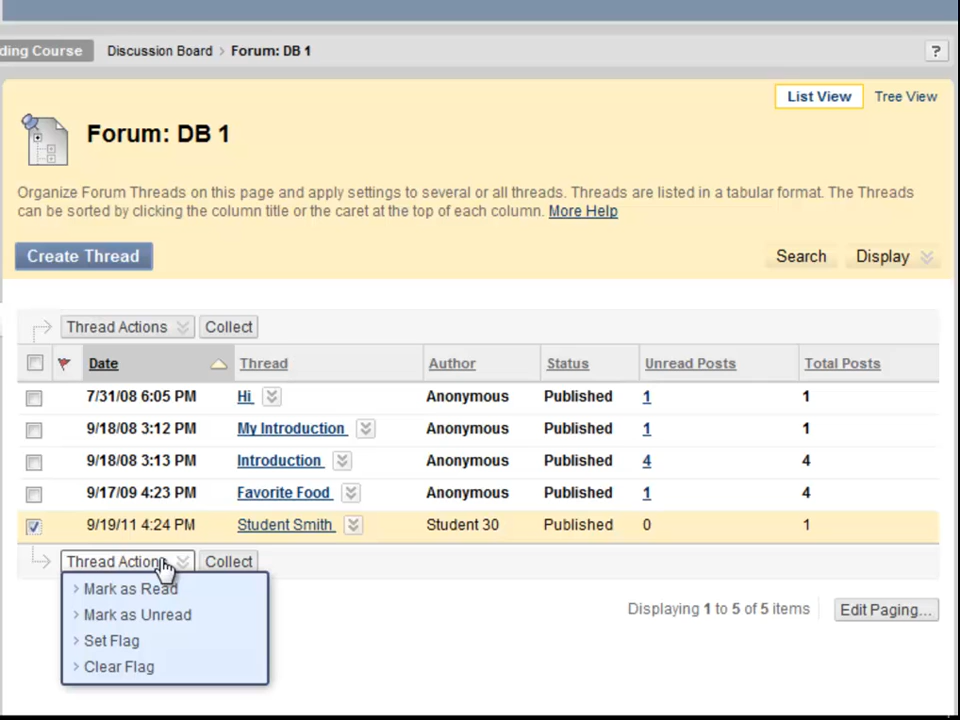 ding Course Discussion Board > Forum: DB 1 ?
List View Tree View
Forum: DB 1
Organize Forum Threads on this page and apply settings to several or all threads. Threads are listed in a tabular format. The Threads
can be sorted by clicking the column title or the caret at the top of each column. More Help
Create Thread Search Display
Thread Actions Collect
Date Thread Author Status Unread Posts Total Posts
7/31/08 6:05 PM Hi Anonymous Published 1 1
9/18/08 3:12 PM My Introduction Anonymous Published 1 1
9/18/08 3:13 PM Introduction Anonymous Published 4 4
9/17/09 4:23 PM Favorite Food Anonymous Published 1 4
9/19/11 4:24 PM Student Smith Student 30 Published 0 1
Thread Actions Collect
> Mark as Read
> Mark as Unread
> Set Flag
> Clear Flag
Displaying 1 to 5 of 5 items Edit Paging...